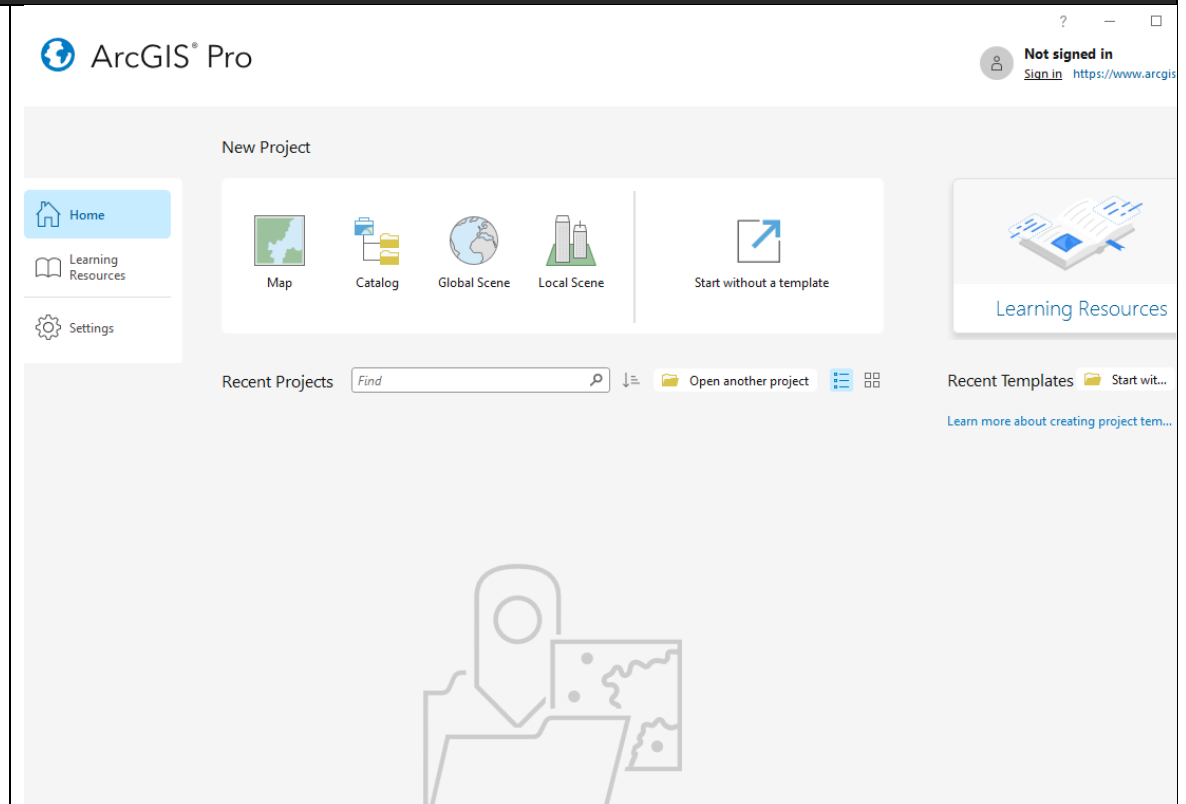 ?
ArcGIS® Pro
Not signed in
Sign in https://www.arcgis
New Project
Home
Learning
Resources
Settings
Map
Catalog
Global Scene
Local Scene
Start without a template
Learning Resources
Recent Projects
Find
Open another project
Recent Templates
Start wit...
Learn more about creating project tem...